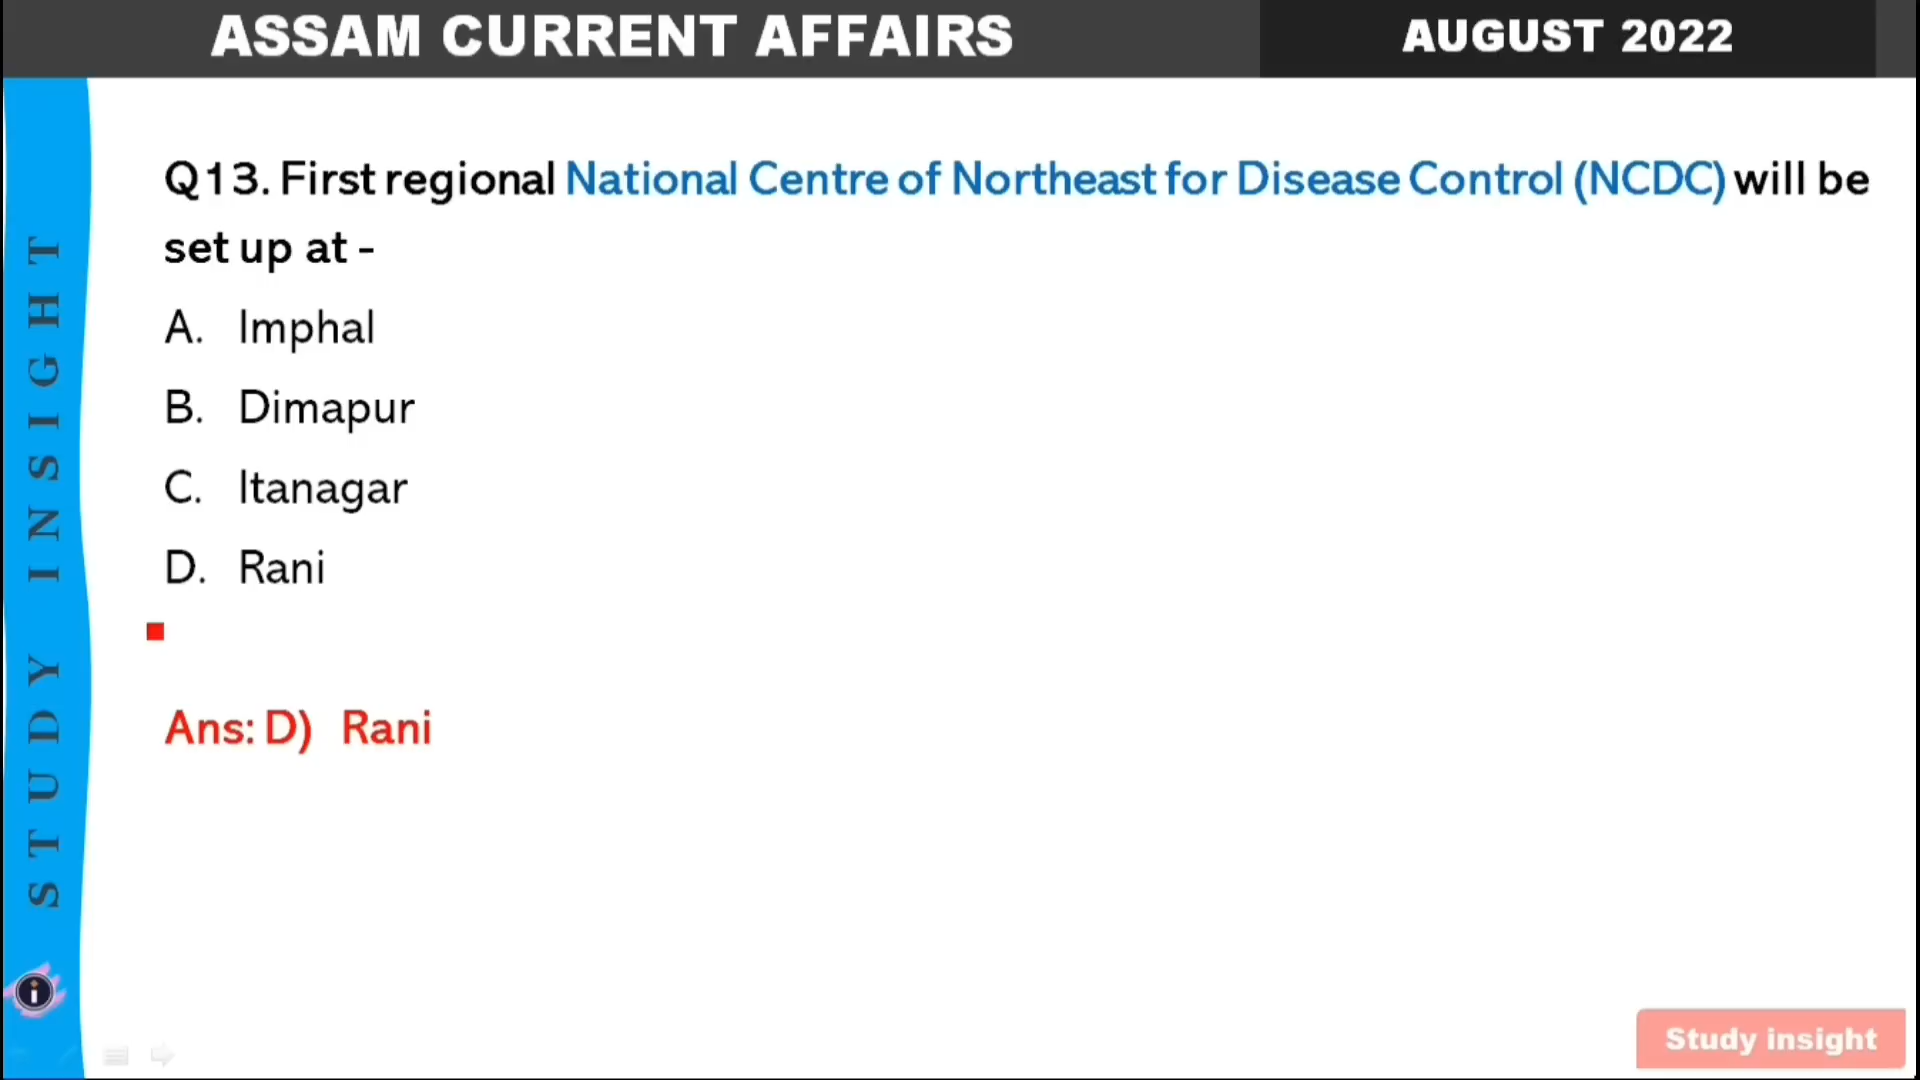 ASSAM CURRENT AFFAIRS
AUGUST 2022
Q13. First regional National Centre of Northeast for Disease Control (NCDC) will be
set up at -
A. Imphal
B. Dimapur
C. Itanagar
D. Rani
Ans: D) Rani
STUDY INSIGHT
i
Study insight